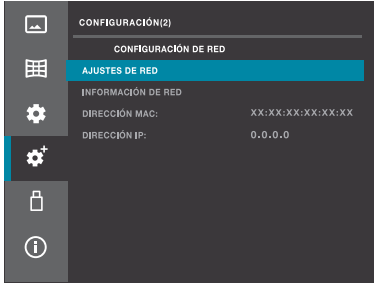 CONFIGURACIÓN(2)
CONFIGURACIÓN DE RED
AJUSTES DE RED
INFORMACIÓN DE RED
DIRECCIÓN MAC: XX:XX:XX:XX:XX:XX
DIRECCIÓN IP: 0.0.0.0